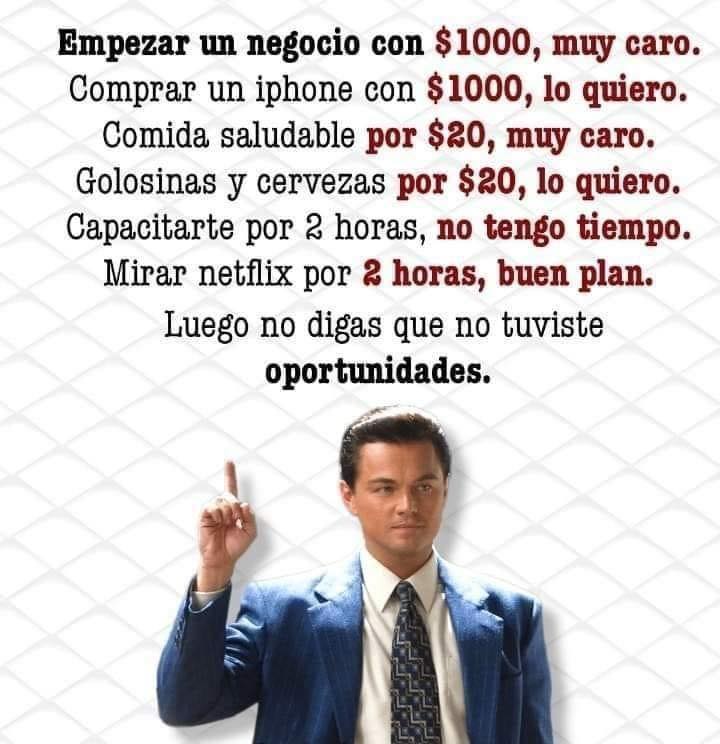 Empezar un negocio con $1000, muy caro.
Comprar un iphone con $1000, lo quiero.
Comida saludable por $20, muy caro.
Golosinas y cervezas por $20, lo quiero.
Capacitarte por 2 horas, no tengo tiempo.
Mirar netflix por 2 horas, buen plan.
Luego no digas que no tuviste
oportunidades.